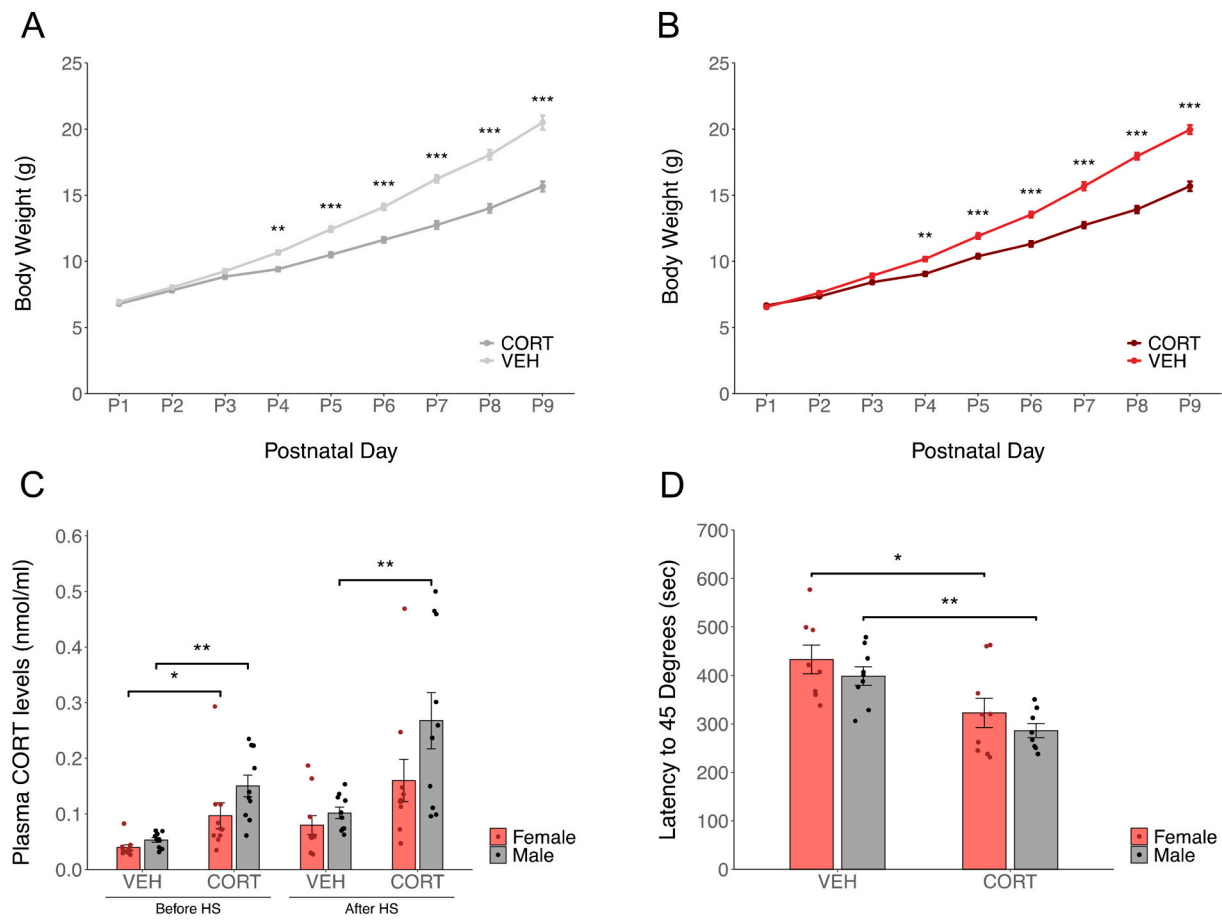 A
25
20
15
10
5
0
Body Weight (g)
**
***
***
***
***
***
CORT
VEH
P1 P2 P3 P4 P5 P6 P7 P8 P9
Postnatal Day
B
25
20
15
10
5
0
Body Weight (g)
**
***
***
***
***
***
CORT
VEH
P1 P2 P3 P4 P5 P6 P7 P8 P9
Postnatal Day
C
0.6
0.5
0.4
0.3
0.2
0.1
0.0
Plasma CORT levels (nmol/ml)
**
**
*
Female
Male
VEH CORT VEH CORT
Before HS After HS
D
700
600
500
400
300
200
100
0
Latency to 45 Degrees (sec)
*
**
Female
Male
VEH CORT